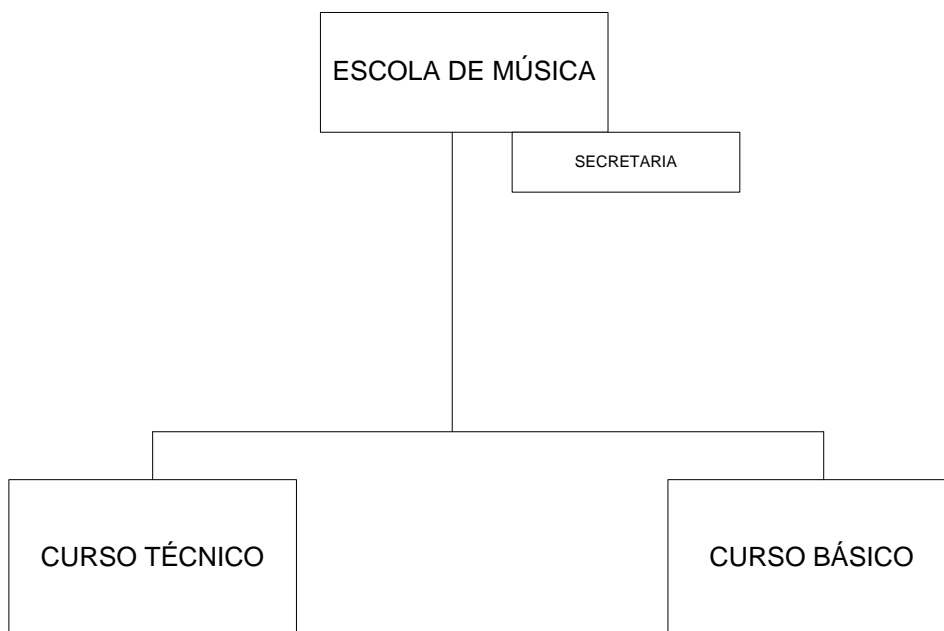 ESCOLA DE MÚSICA
SECRETARIA
CURSO TÉCNICO
CURSO BÁSICO